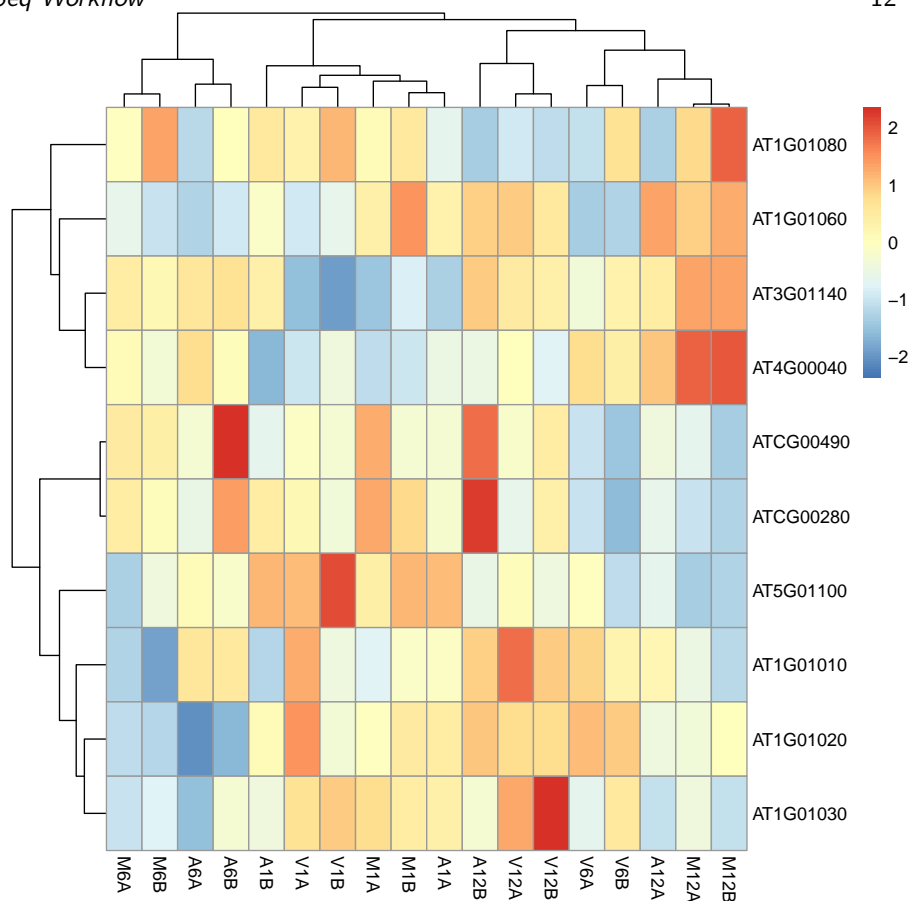 Workflow 12
2
1
0
−1
−2
AT1G01080
AT1G01060
AT3G01140
AT4G00040
ATCG00490
ATCG00280
AT5G01100
AT1G01010
AT1G01020
AT1G01030
M6A M6B A6A A6B A1B V1A V1B M1A M1B A1A A12B V12A V12B V6A V6B A12A M12A M12B